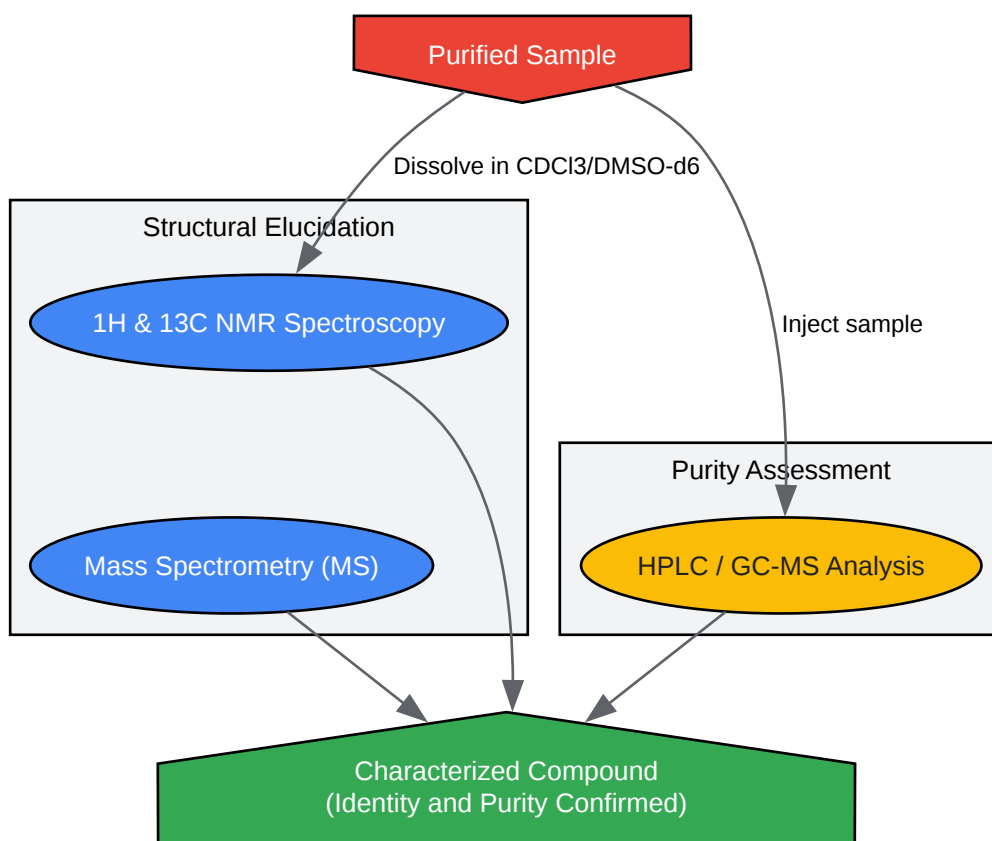 Purified Sample
Dissolve in CDCl3/DMSO-d6
Structural Elucidation
1H & 13C NMR Spectroscopy
Inject sample
Purity Assessment
Mass Spectrometry (MS)
HPLC / GC-MS Analysis
Characterized Compound
(Identity and Purity Confirmed)